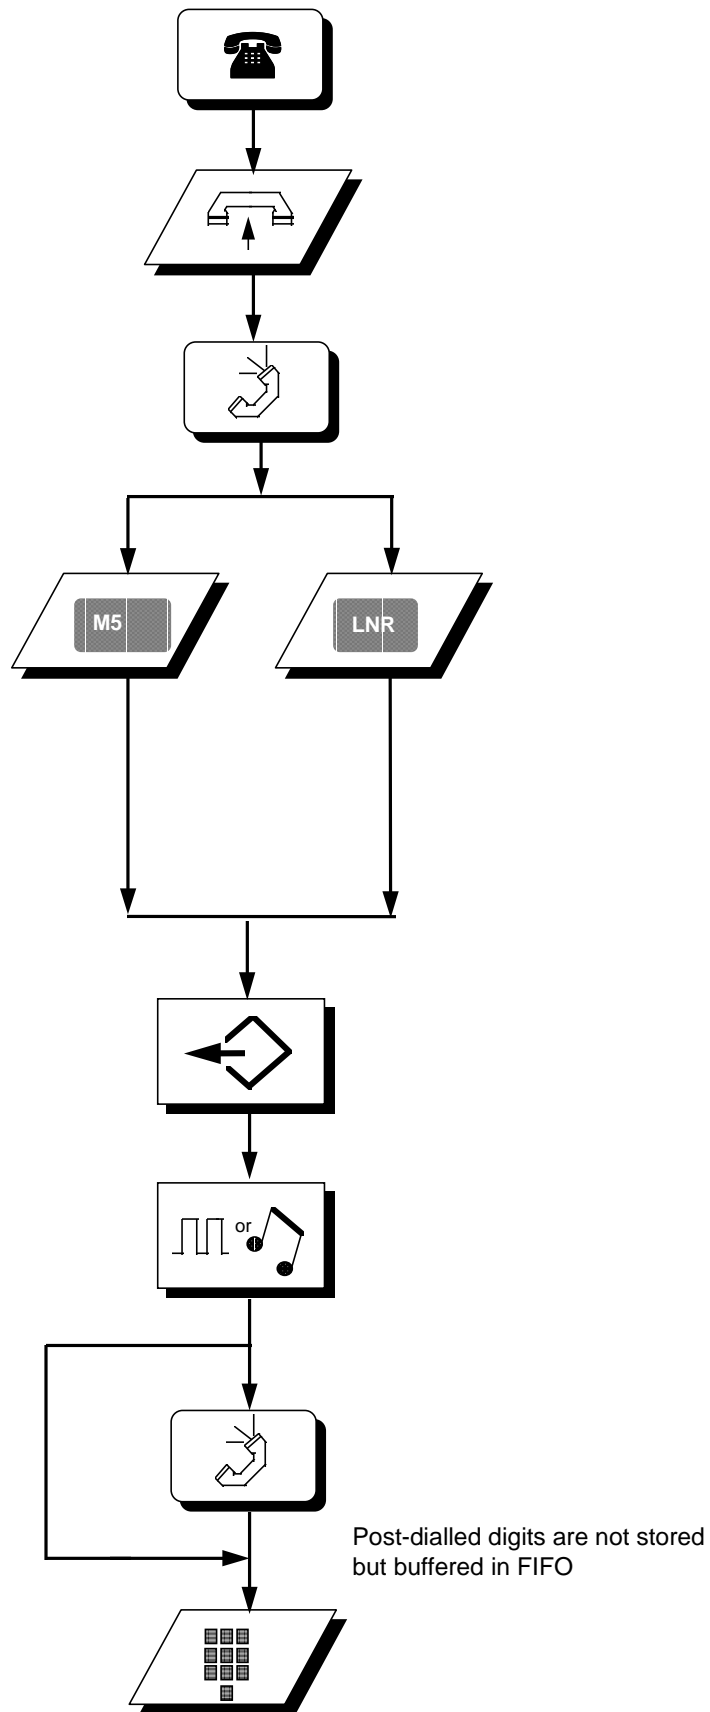 M5
LNR
or
Post-dialled digits are not stored
but buffered in FIFO